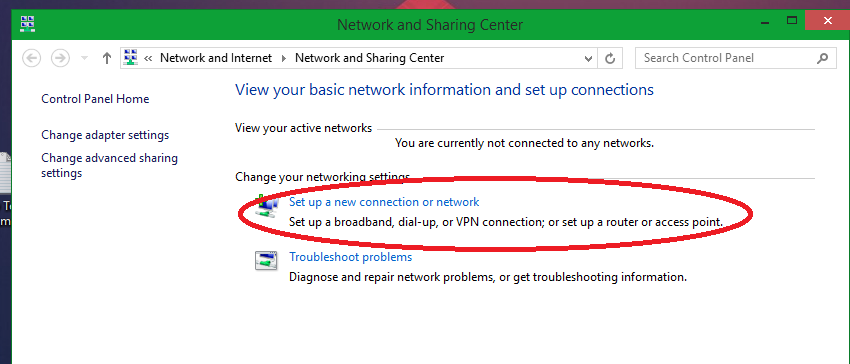 Network and Sharing Center
Network and Internet Network and Sharing Center
Search Control Panel
Control Panel Home
Change adapter settings
Change advanced sharing
settings
View your basic network information and set up connections
View your active networks
You are currently not connected to any networks.
Change your networking settings
Set up a new connection or network
Set up a broadband, dial-up, or VPN connection; or set up a router or access point.
Troubleshoot problems
Diagnose and repair network problems, or get troubleshooting information.